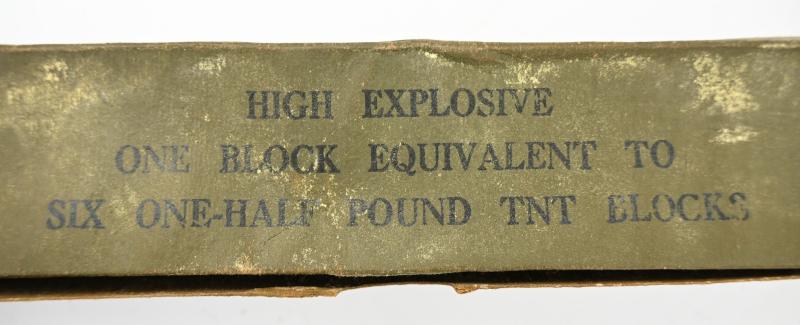 HIGH EXPLOSIVE
ONE BLOCK EQUIVALENT TO
SIX ONE-HALF POUND TNT BLOCKS